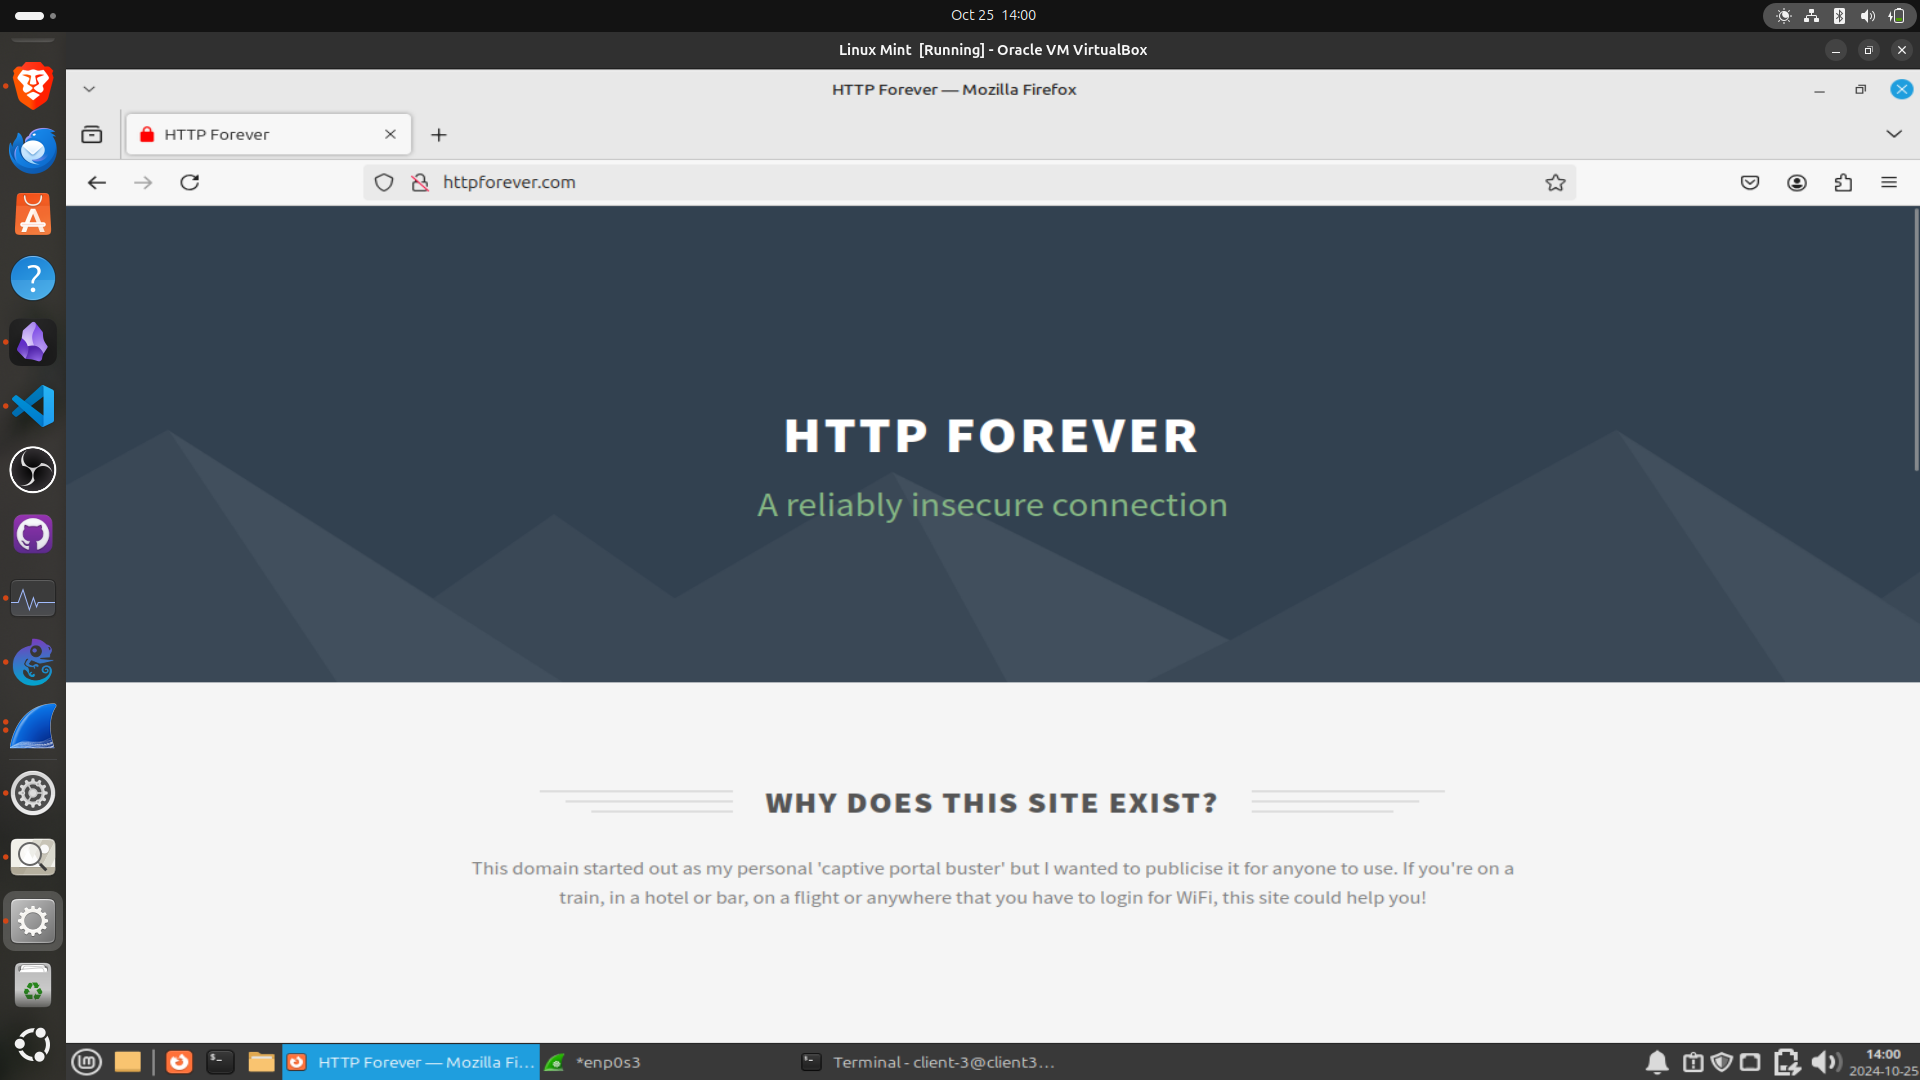 Oct 25 14:00
Linux Mint [Running] - Oracle VM VirtualBox
HTTP Forever — Mozilla Firefox
HTTP Forever
httpforever.com
HTTP FOREVER
A reliably insecure connection
WHY DOES THIS SITE EXIST?
This domain started out as my personal 'captive portal buster' but I wanted to publicise it for anyone to use. If you're on a
train, in a hotel or bar, on a flight or anywhere that you have to login for WiFi, this site could help you!
HTTP Forever — Mozilla Fi...
*enp0s3
Terminal - client-3@client3...
14:00
2024-10-25